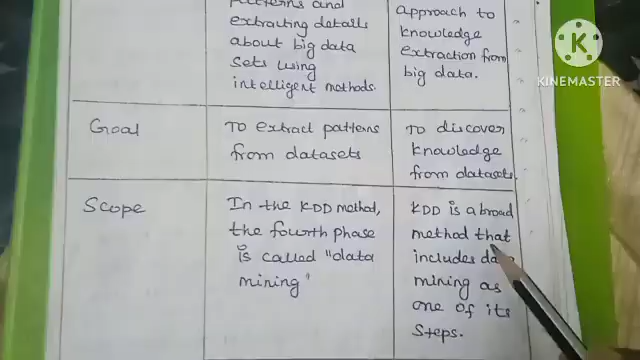 patterns and
extracting details
about big data
sets using
intelligent methods.
approach to
knowledge
extraction from
big data.
KINEMASTER
Goal
To extract patterns
from datasets
To discover
knowledge
from datasets
Scope
In the KDD method,
the fourth phase
is called "data
mining"
KDD is a broad
method that
includes data
mining as
one of its
steps.